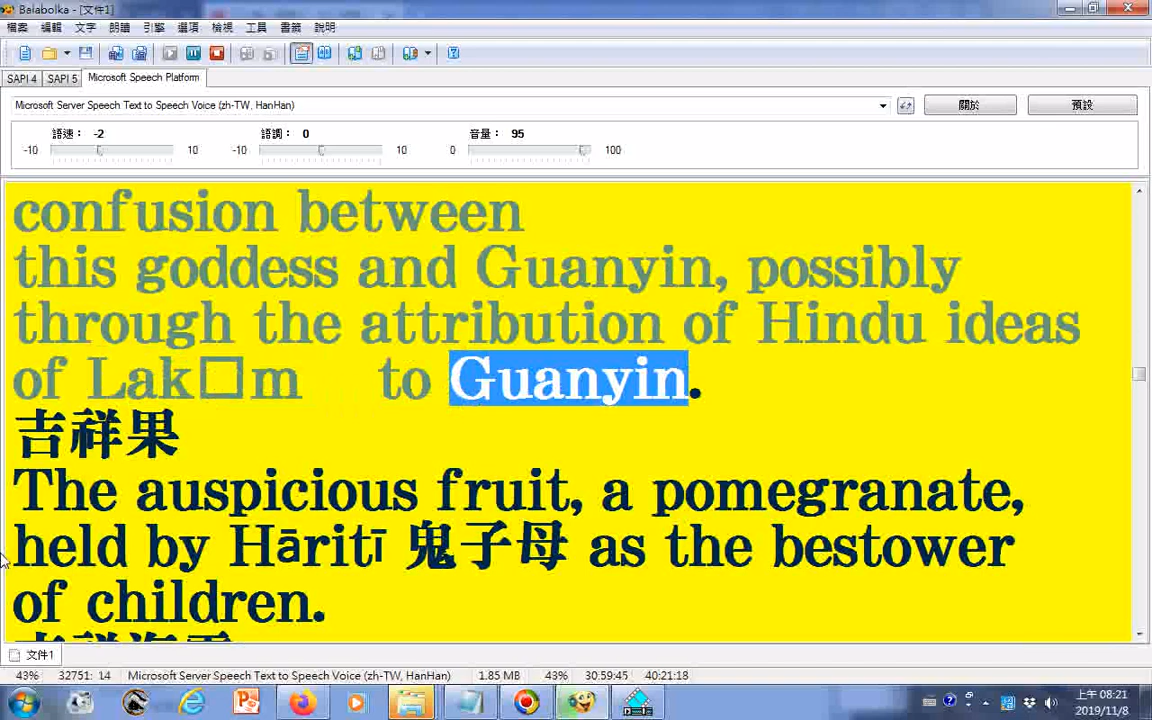 Balabolka - [文件1]
檔案 編輯 文字 朗讀 引擎 選項 檢視 工具 書籤 說明
SAPI 4 SAPI 5 Microsoft Speech Platform
Microsoft Server Speech Text to Speech Voice (zh-TW, HanHan) 關於 預設
語速： -2 語調： 0 音量： 95
-10 10 -10 10 0 100
confusion between
this goddess and Guanyin, possibly
through the attribution of Hindu ideas
of Lak□m to Guanyin.
吉祥果
The auspicious fruit, a pomegranate,
held by Hāritī 鬼子母 as the bestower
of children.
文件1
43% 32751: 14 Microsoft Server Speech Text to Speech Voice (zh-TW, HanHan) 1.85 MB 43% 30:59:45 40:21:18
上午 08:21
2019/11/8